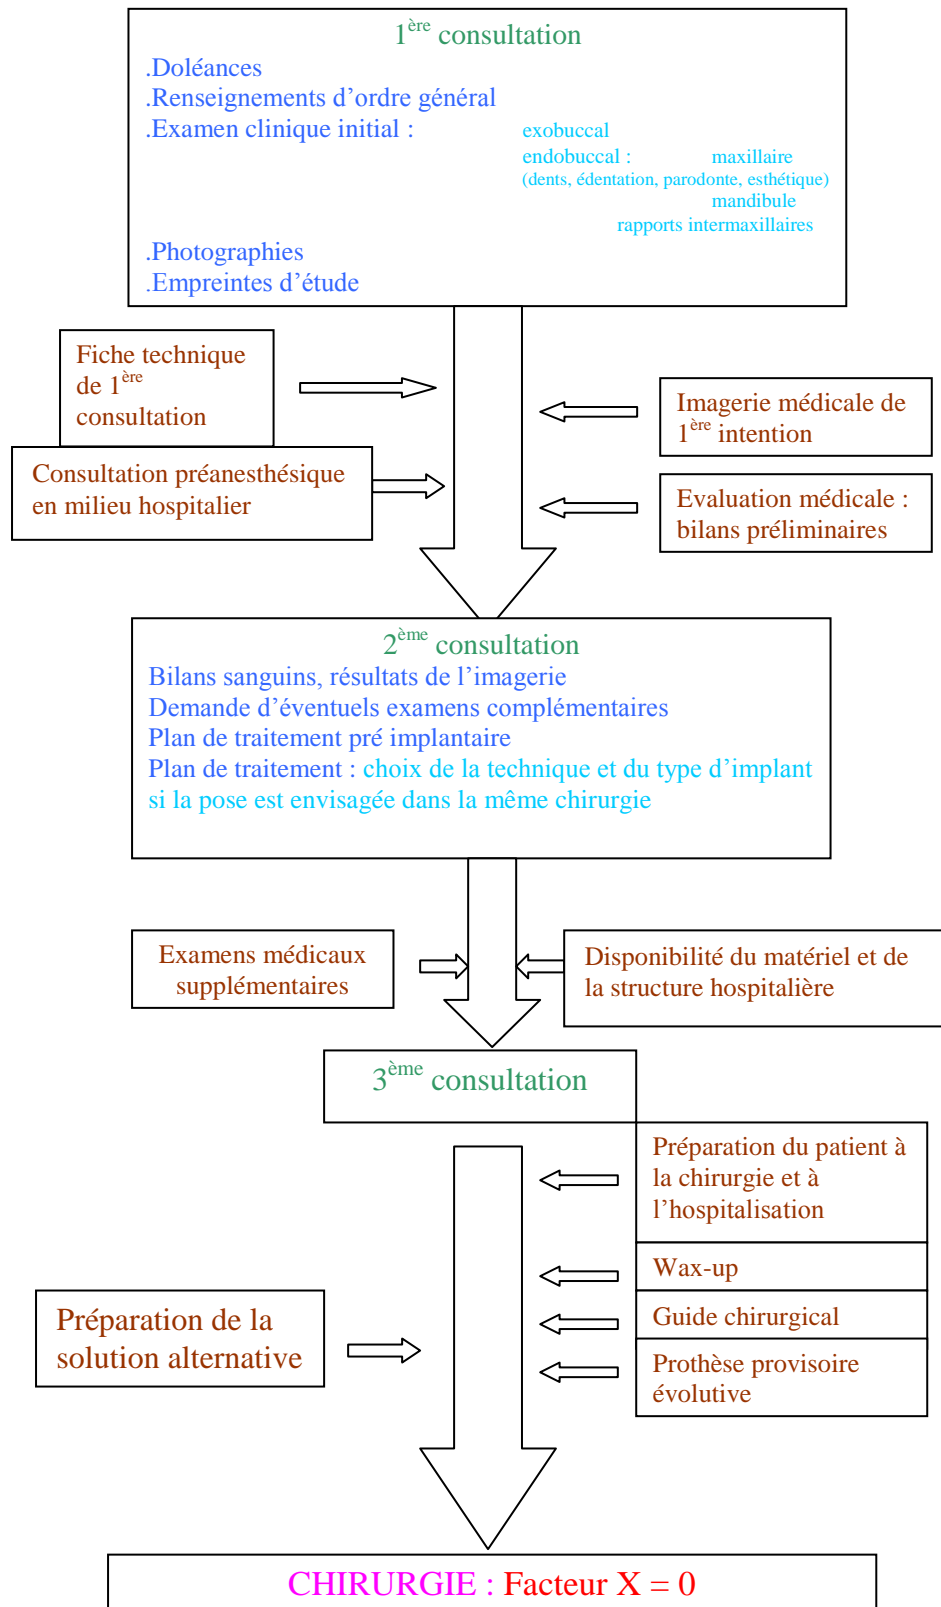 1ère consultation
.Doléances
.Renseignements d’ordre général
.Examen clinique initial : exobuccal
endobuccal : maxillaire
(dents, édentation, parodonte, esthétique)
mandibule
rapports intermaxillaires
.Photographies
.Empreintes d’étude
Fiche technique
de 1ère
consultation
Imagerie médicale de
1ère intention
Consultation préanesthésique
en milieu hospitalier
Evaluation médicale :
bilans préliminaires
2ème consultation
Bilans sanguins, résultats de l’imagerie
Demande d’éventuels examens complémentaires
Plan de traitement pré implantaire
Plan de traitement : choix de la technique et du type d’implant
si la pose est envisagée dans la même chirurgie
Examens médicaux
supplémentaires
Disponibilité du matériel et de
la structure hospitalière
3ème consultation
Préparation du patient à
la chirurgie et à
l’hospitalisation
Wax-up
Guide chirurgical
Prothèse provisoire
évolutive
Préparation de la
solution alternative
CHIRURGIE : Facteur X = 0